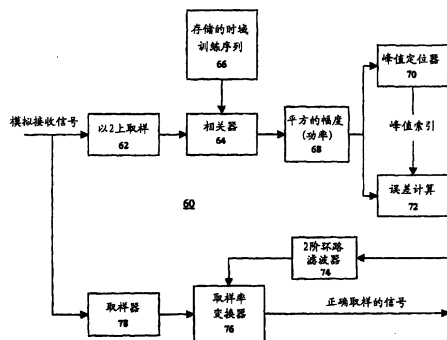 存储的时域
训练序列
66
峰值定位器
70
模拟接收信号
以2上取样
62
相关器
64
平方的幅度
(功率)
68
峰值索引
误差计算
72
60
2阶环路
滤波器
74
取样器
78
取样率
变换器
76
正确取样的信号